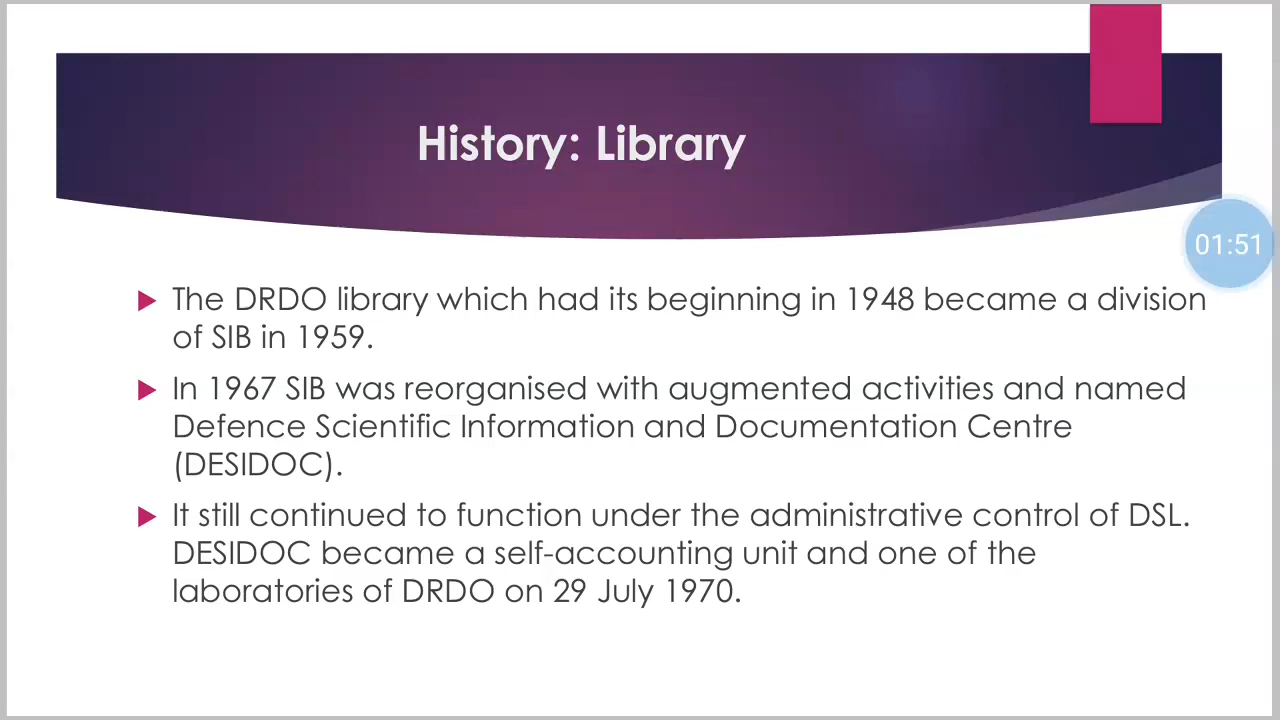 History: Library
01:51
The DRDO library which had its beginning in 1948 became a division
of SIB in 1959.
In 1967 SIB was reorganised with augmented activities and named
Defence Scientific Information and Documentation Centre
(DESIDOC).
It still continued to function under the administrative control of DSL.
DESIDOC became a self-accounting unit and one of the
laboratories of DRDO on 29 July 1970.